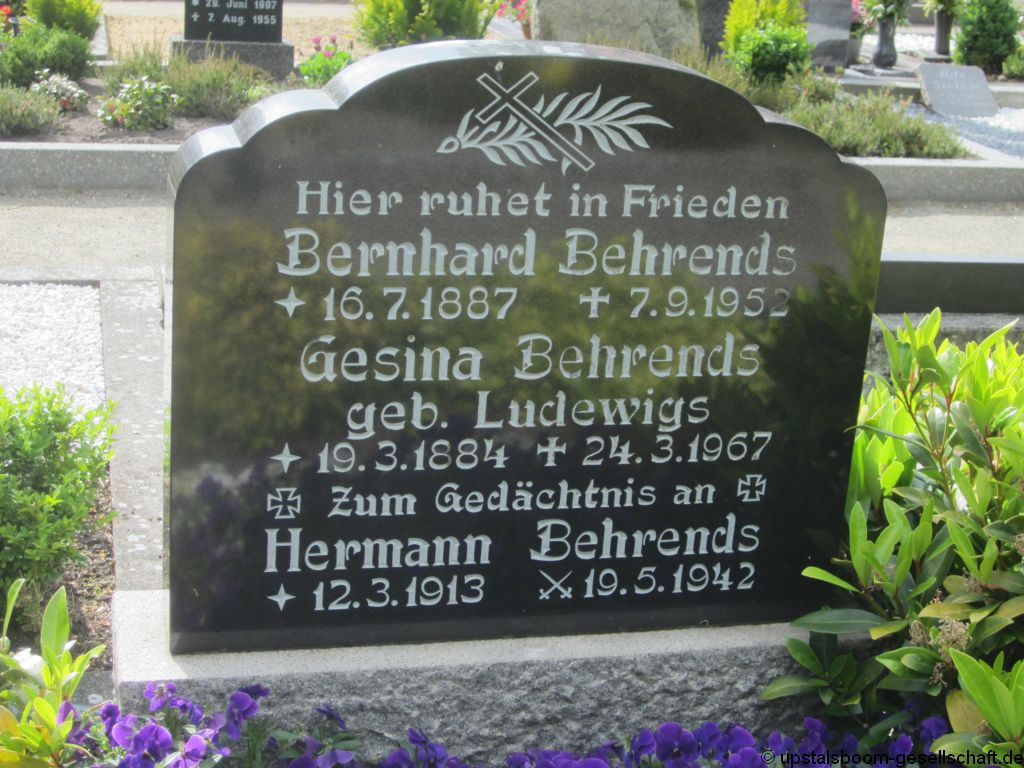 * 29. Juni 1907
† 7. Aug. 1955
Hier ruhet in Frieden
Bernhard Behrends
✦ 16.7.1887 ✝ 7.9.1952
Gesina Behrends
geb. Ludewigs
✦ 19.3.1884 ✝ 24.3.1967
Zum Gedächtnis an
Hermann Behrends
✦ 12.3.1913 ⚔ 19.5.1942
© upstalsboom-gesellschaft.de